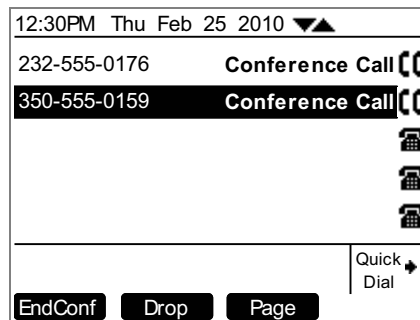 12:30PM Thu Feb 25 2010
232-555-0176 Conference Call
350-555-0159 Conference Call
Quick
Dial
EndConf Drop Page